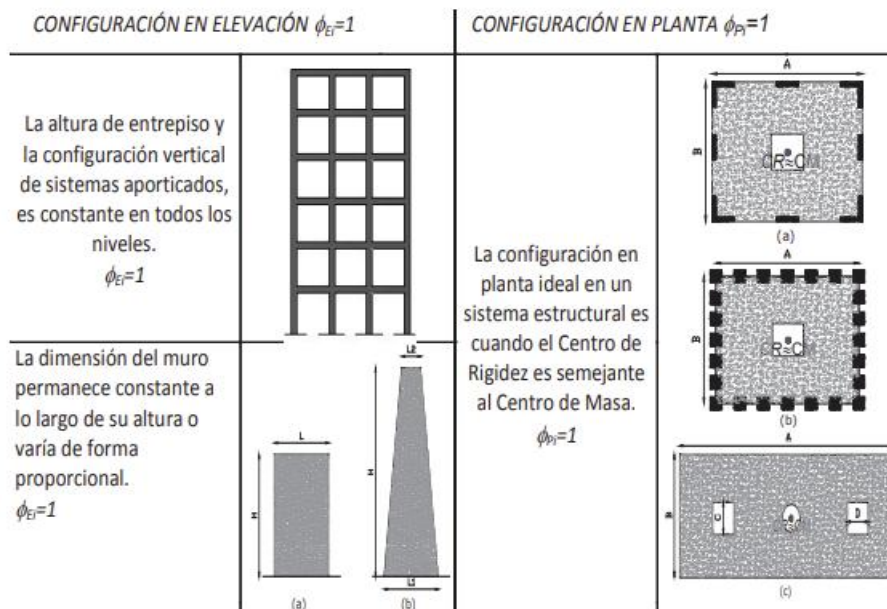 CONFIGURACIÓN EN ELEVACIÓN ϕEi=1
CONFIGURACIÓN EN PLANTA ϕPi=1
La altura de entrepiso y
la configuración vertical
de sistemas aporticados,
es constante en todos los
niveles.
ϕEi=1
La dimensión del muro
permanece constante a
lo largo de su altura o
varía de forma
proporcional.
ϕEi=1
L
H
(a)
L2
H
L1
(b)
La configuración en
planta ideal en un
sistema estructural es
cuando el Centro de
Rigidez es semejante
al Centro de Masa.
ϕPi=1
A
B
CR≈CM
(a)
A
B
CR≈CM
(b)
A
B
C
D
(c)